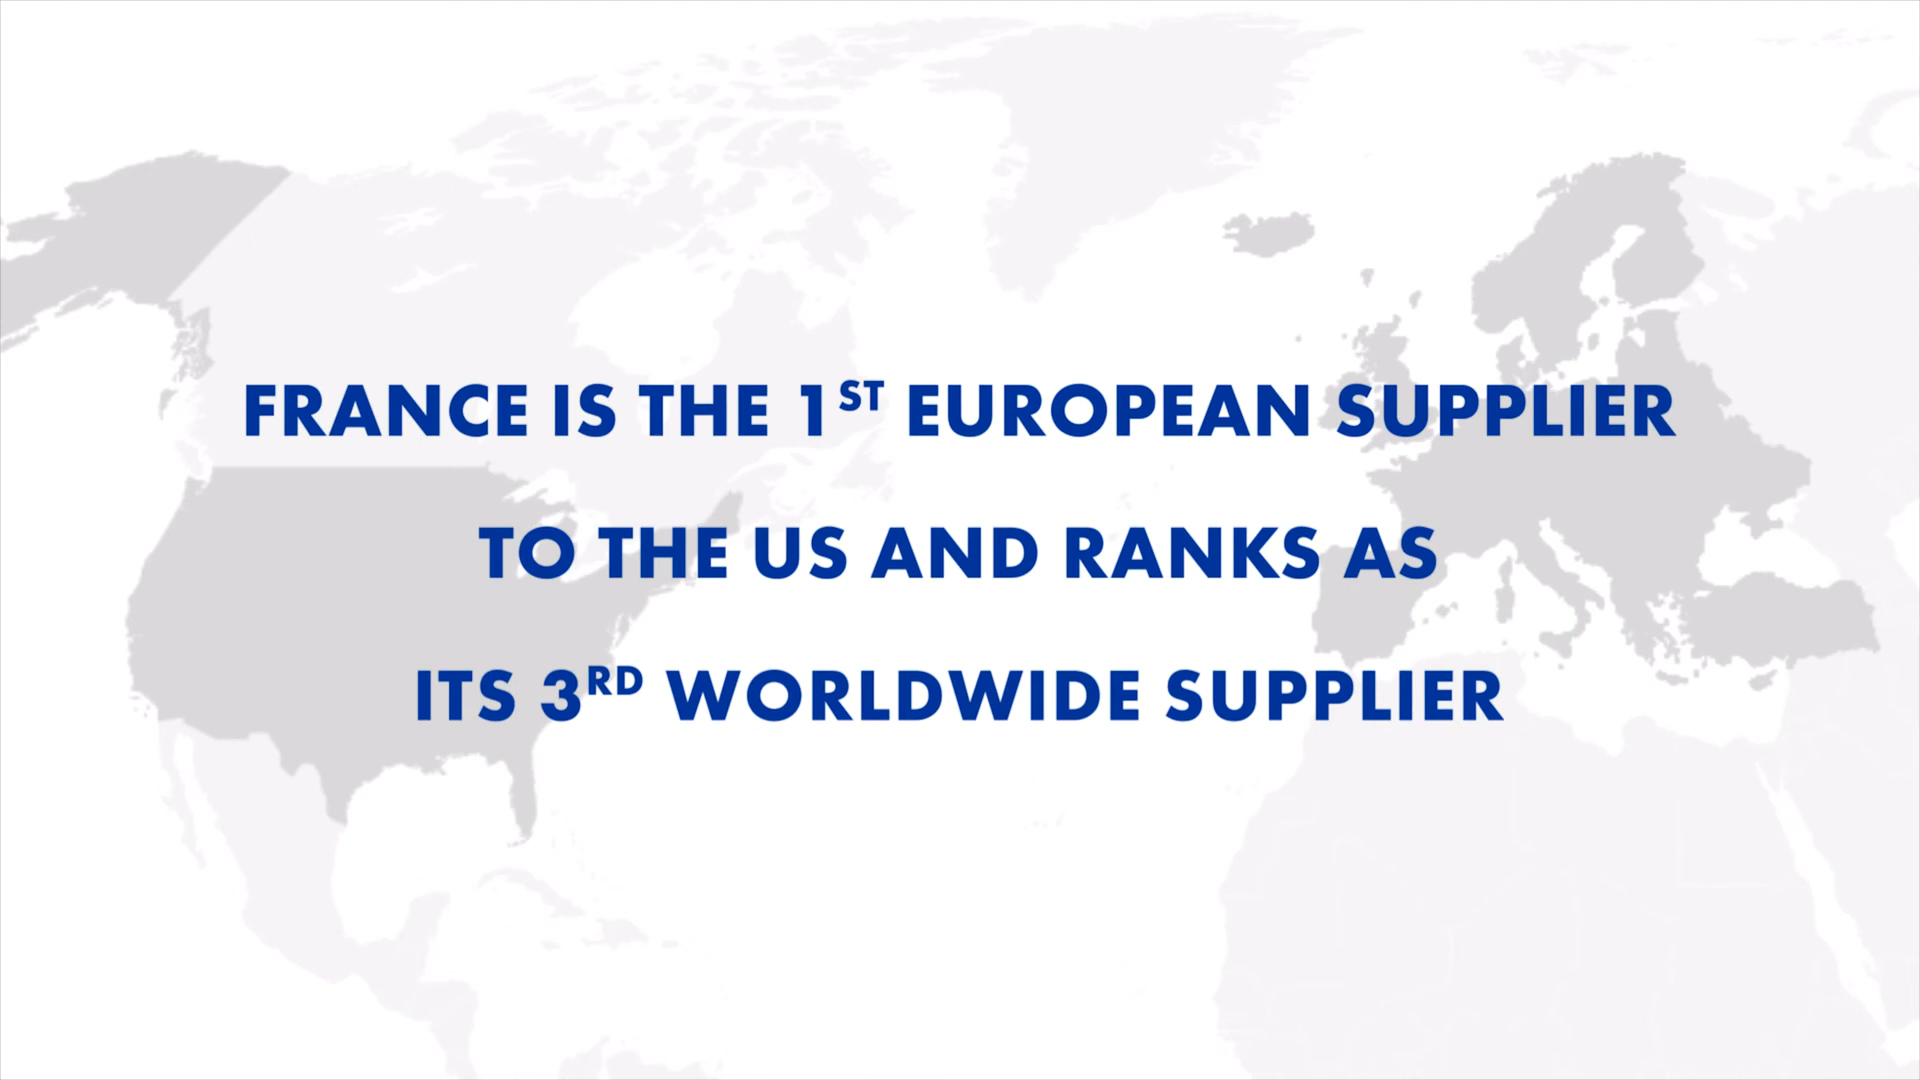 FRANCE IS THE 1ST EUROPEAN SUPPLIER
TO THE US AND RANKS AS
ITS 3RD WORLDWIDE SUPPLIER